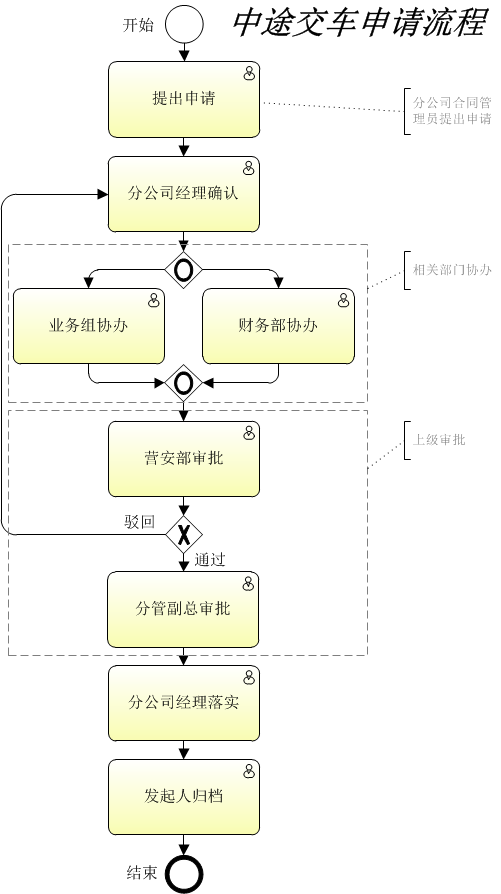 中途交车申请流程
开始
提出申请
分公司合同管
理员提出申请
分公司经理确认
相关部门协办
业务组协办
财务部协办
上级审批
营安部审批
驳回
通过
分管副总审批
分公司经理落实
发起人归档
结束